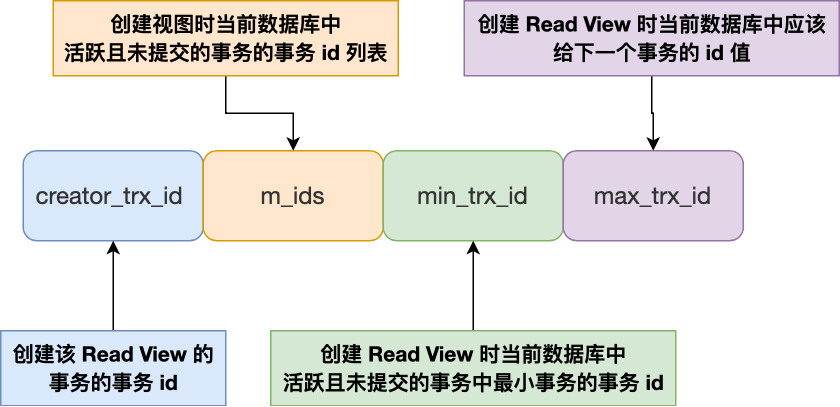 创建视图时当前数据库中
活跃且未提交的事务的事务 id 列表
创建 Read View 时当前数据库中应该
给下一个事务的 id 值
creator_trx_id
m_ids
min_trx_id
max_trx_id
创建该 Read View 的
事务的事务 id
创建 Read View 时当前数据库中
活跃且未提交的事务中最小事务的事务 id